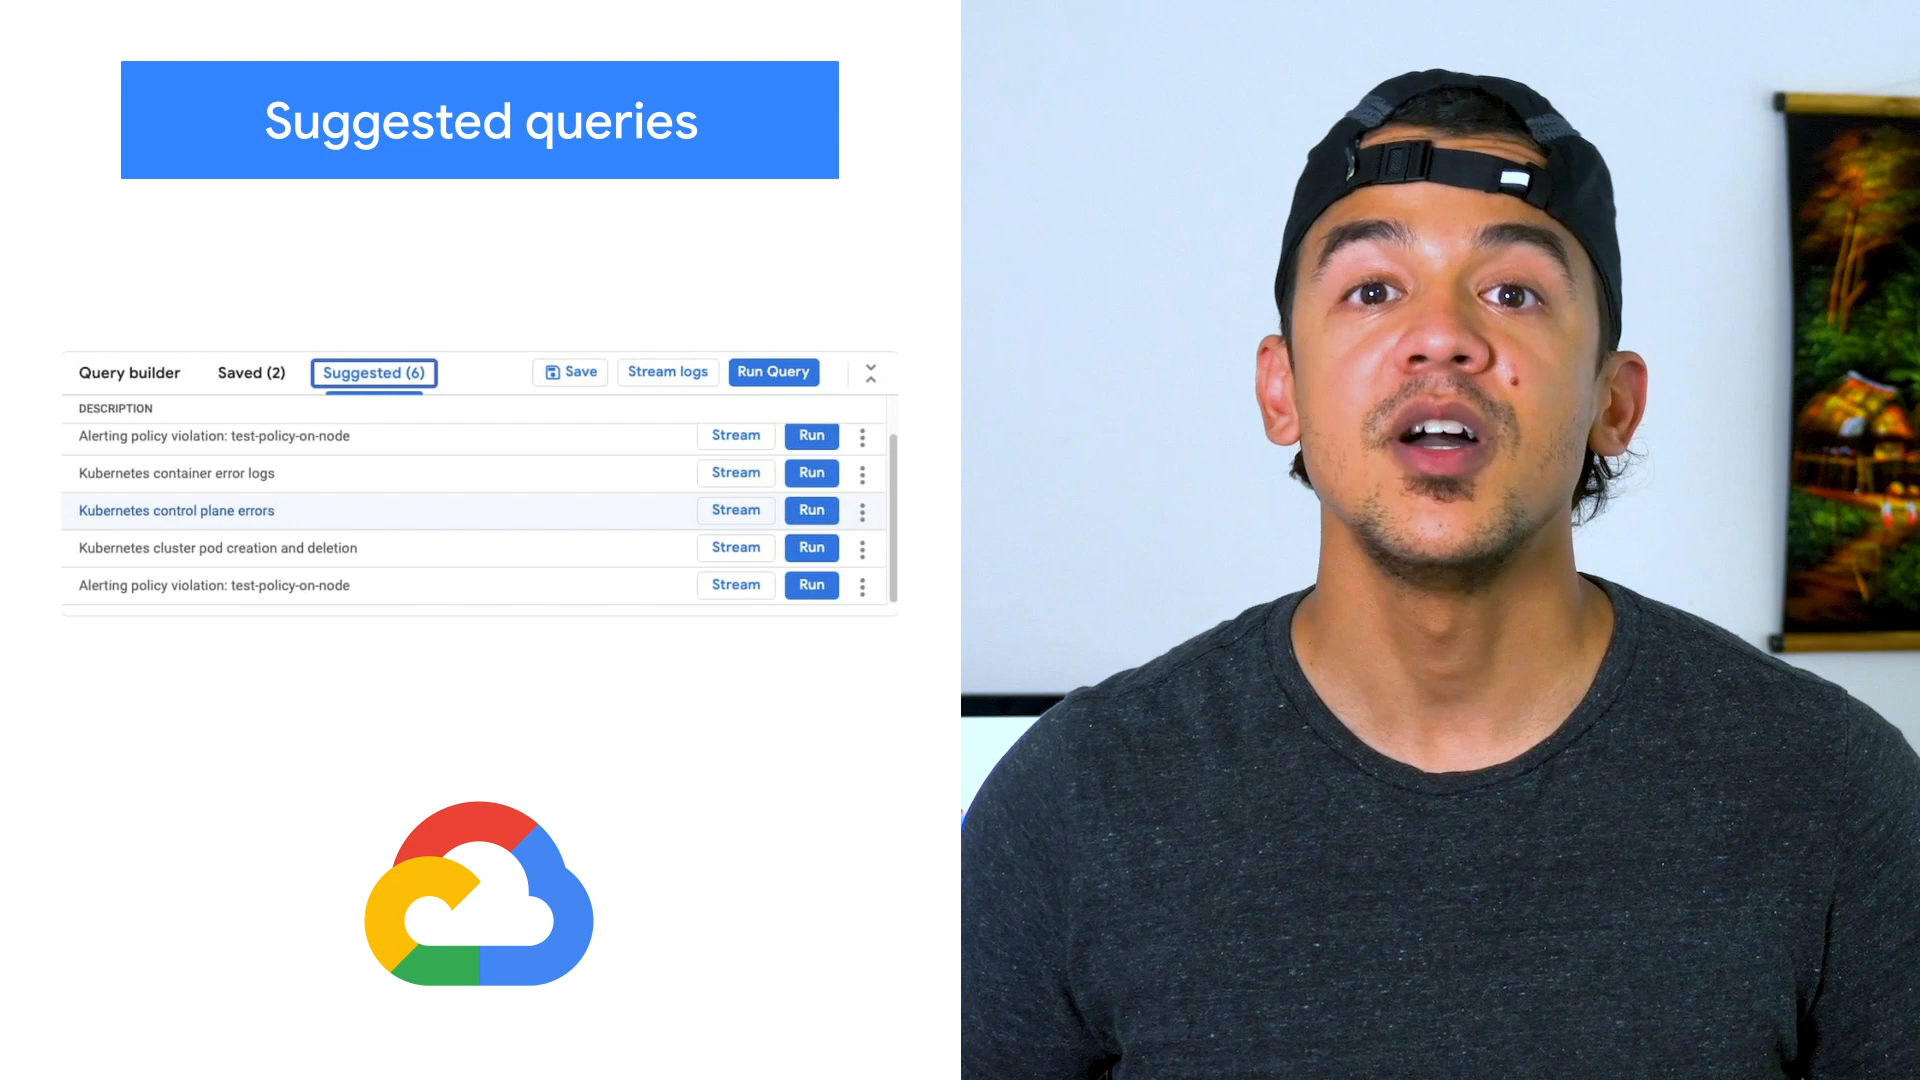 Suggested queries
Query builder Saved (2) Suggested (6) Save Stream logs Run Query
DESCRIPTION
Alerting policy violation: test-policy-on-node Stream Run
Kubernetes container error logs Stream Run
Kubernetes control plane errors Stream Run
Kubernetes cluster pod creation and deletion Stream Run
Alerting policy violation: test-policy-on-node Stream Run